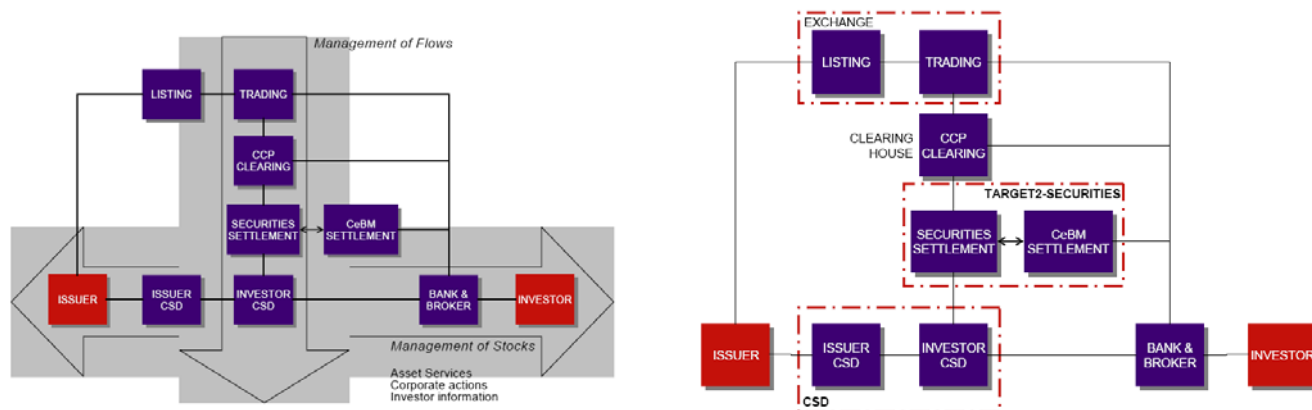 Management of Flows
LISTING
TRADING
CCP
CLEARING
SECURITIES
SETTLEMENT
CeBM
SETTLEMENT
ISSUER
ISSUER
CSD
INVESTOR
CSD
BANK &
BROKER
INVESTOR
Management of Stocks
Asset Services
Corporate actions
Investor information
EXCHANGE
LISTING
TRADING
CLEARING
HOUSE
CCP
CLEARING
TARGET2-SECURITIES
SECURITIES
SETTLEMENT
CeBM
SETTLEMENT
ISSUER
ISSUER
CSD
INVESTOR
CSD
BANK &
BROKER
INVESTOR
CSD